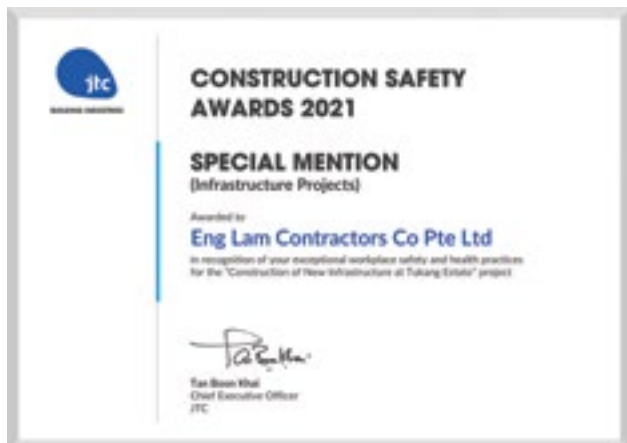 jtc
CONSTRUCTION SAFETY
AWARDS 2021
SPECIAL MENTION
(Infrastructure Projects)
Awarded to
Eng Lam Contractors Co Pte Ltd
in recognition of your exceptional workplace safety and health practices
for the "Construction of New Infrastructure at Tukang Estate" project
Tan Boon Khai
Chief Executive Officer
JTC